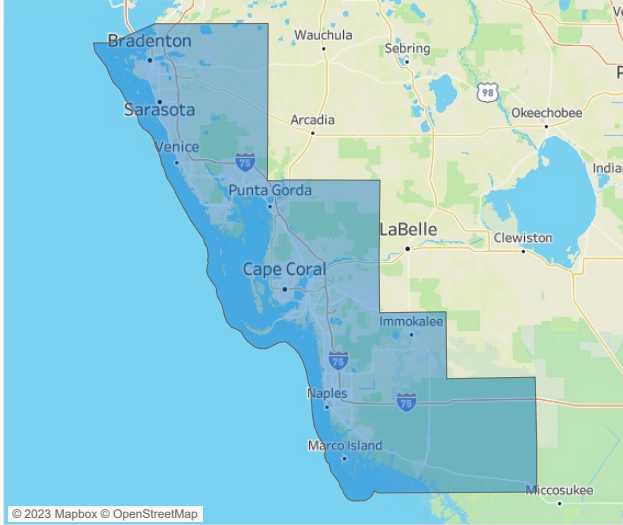 Bradenton
Wauchula
Sebring
98
Sarasota
Arcadia
Okeechobee
Venice
75
Punta Gorda
LaBelle
Clewiston
Cape Coral
Immokalee
75
Naples
75
Marco Island
Miccosukee
© 2023 Mapbox © OpenStreetMap